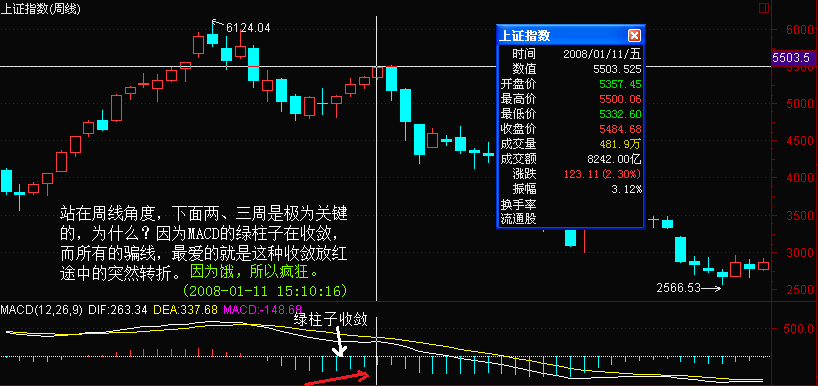 上证指数(周线)
6124.04
6000
5503.5
5000
4500
4000
3500
3000
2500
上证指数
时间 2008/01/11/五
数值 5503.525
开盘价 5357.45
最高价 5500.06
最低价 5332.60
收盘价 5484.68
成交量 481.9万
成交额 8242.00亿
涨跌 123.11(2.30%)
振幅 3.12%
换手率
流通股
站在周线角度，下面两、三周是极为关键
的，为什么？因为MACD的绿柱子在收敛，
而所有的骗线，最爱的就是这种收敛放红
途中的突然转折。因为饿，所以疯狂。
(2008-01-11 15:10:16)
2566.53
MACD(12,26,9) DIF:263.34 DEA:337.68 MACD:-148.68
绿柱子收敛
500.0
0.00